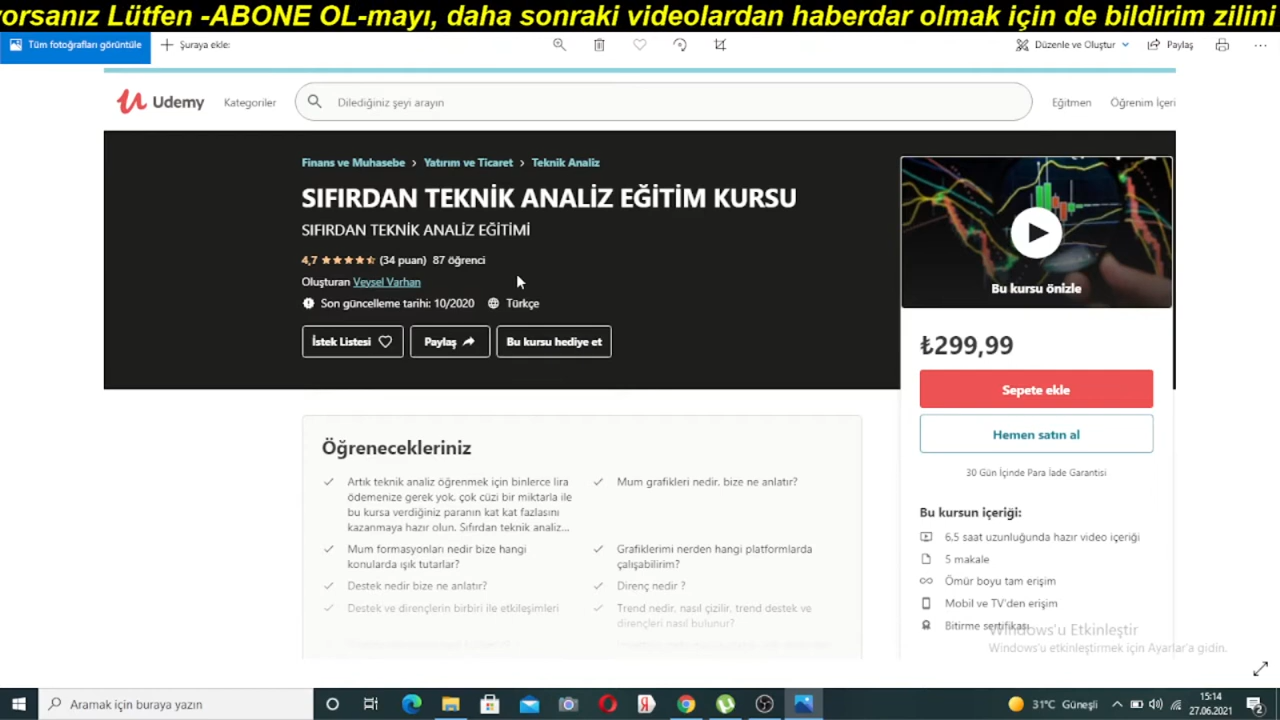 orsanız Lütfen -ABONE OL-mayı, daha sonraki videolardan haberdar olmak için de bildirim zilini
Tüm fotoğrafları görüntüle
Şuraya ekle:
Düzenle ve Oluştur
Paylaş
Udemy
Kategoriler
Dilediğiniz şeyi arayın
Eğitmen
Öğrenim İçeri
Finans ve Muhasebe > Yatırım ve Ticaret > Teknik Analiz
SIFIRDAN TEKNİK ANALİZ EĞİTİM KURSU
SIFIRDAN TEKNİK ANALİZ EĞİTİMİ
4,7 (34 puan) 87 öğrenci
Oluşturan Veysel Varhan
Son güncelleme tarihi: 10/2020 Türkçe
İstek Listesi
Paylaş
Bu kursu hediye et
Bu kursu önizle
₺299,99
Sepete ekle
Hemen satın al
30 Gün İçinde Para İade Garantisi
Bu kursun içeriği:
6.5 saat uzunluğunda hazır video içeriği
5 makale
Ömür boyu tam erişim
Mobil ve TV'den erişim
Bitirme sertifikası
Öğrenecekleriniz
Artık teknik analiz öğrenmek için binlerce lira
ödemenize gerek yok. çok cüzi bir miktarla ile
bu kursa verdiğiniz paranın kat kat fazlasını
kazanmaya hazır olun. Sıfırdan teknik analiz...
Mum grafikleri nedir. bize ne anlatır?
Mum formasyonları nedir bize hangi
konularda ışık tutarlar?
Grafiklerimi nerden hangi platformlarda
çalışabilirim?
Destek nedir bize ne anlatır?
Direnç nedir ?
Destek ve dirençlerin birbiri ile etkileşimleri
Trend nedir, nasıl çizilir, trend destek ve
dirençleri nasıl bulunur?
Windows'u Etkinleştir
Windows'u etkinleştirmek için Ayarlar'a gidin.
Aramak için buraya yazın
31°C Güneşli
15:14
27.06.2021
2